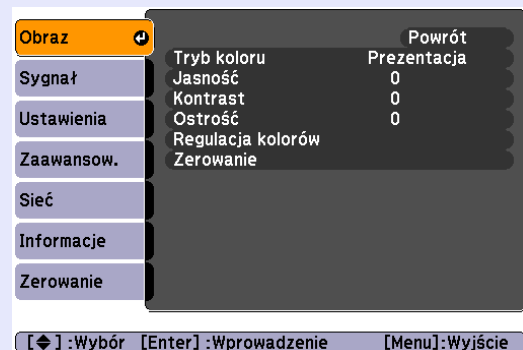 Obraz
Sygnał
Ustawienia
Zaawansow.
Sieć
Informacje
Zerowanie
Powrót
Tryb koloru Prezentacja
Jasność 0
Kontrast 0
Ostrość 0
Regulacja kolorów
Zerowanie
[◆] :Wybór [Enter] :Wprowadzenie [Menu]:Wyjście